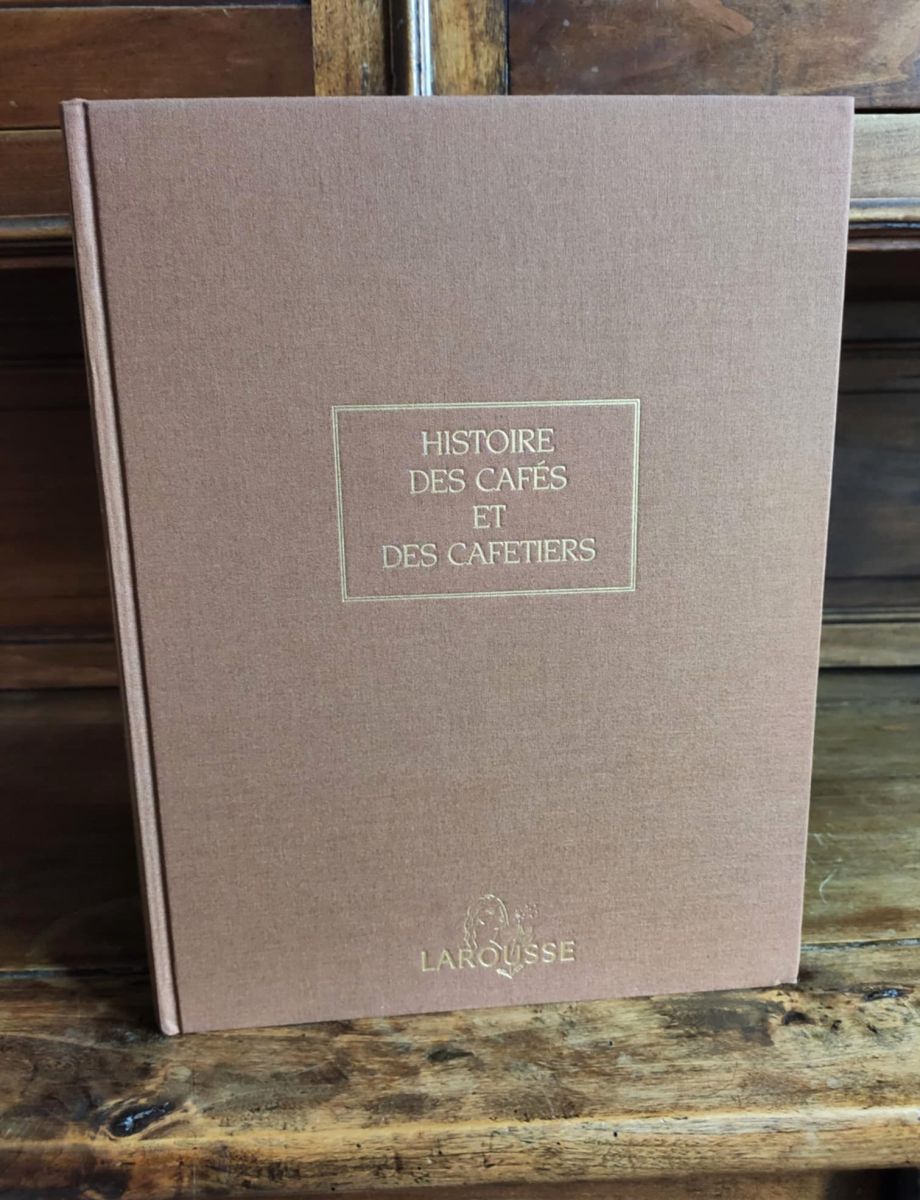 HISTOIRE
DES CAFÉS
ET
DES CAFETIERS
LAROUSSE